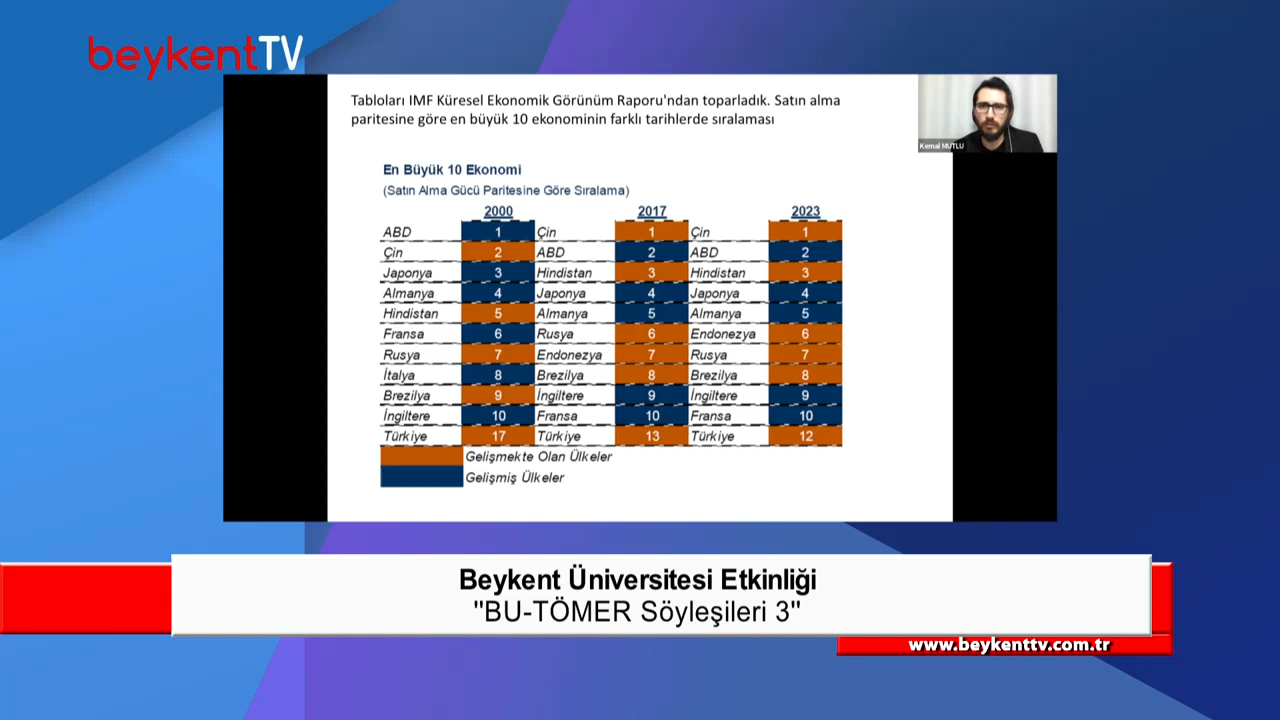 beykentTV
Tabloları IMF Küresel Ekonomik Görünüm Raporu'ndan toparladık. Satın alma
paritesine göre en büyük 10 ekonominin farklı tarihlerde sıralaması
Kemal MUTLU
En Büyük 10 Ekonomi
(Satın Alma Gücü Paritesine Göre Sıralama)
2000 2017 2023
ABD 1 Çin 1 Çin 1
Çin 2 ABD 2 ABD 2
Japonya 3 Hindistan 3 Hindistan 3
Almanya 4 Japonya 4 Japonya 4
Hindistan 5 Almanya 5 Almanya 5
Fransa 6 Rusya 6 Endonezya 6
Rusya 7 Endonezya 7 Rusya 7
İtalya 8 Brezilya 8 Brezilya 8
Brezilya 9 İngiltere 9 İngiltere 9
İngiltere 10 Fransa 10 Fransa 10
Türkiye 17 Türkiye 13 Türkiye 12
Gelişmekte Olan Ülkeler
Gelişmiş Ülkeler
Beykent Üniversitesi Etkinliği
"BU-TÖMER Söyleşileri 3"
www.beykenttv.com.tr